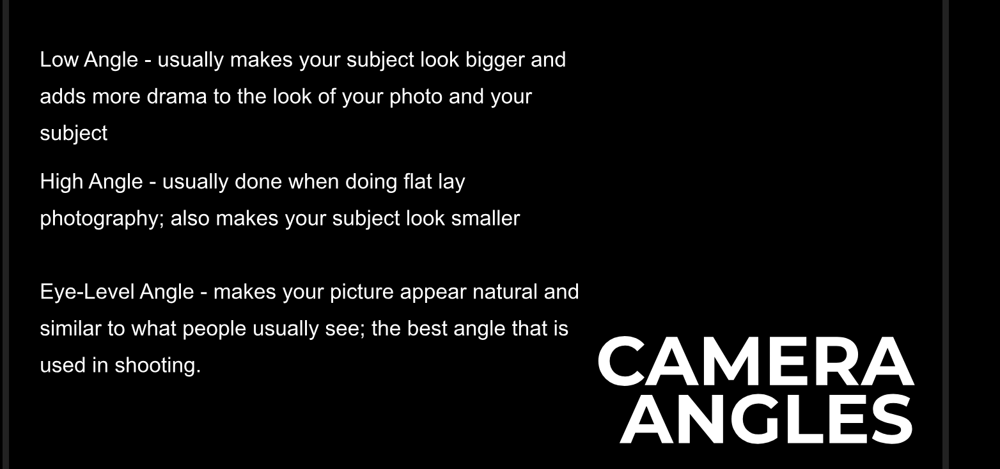 Low Angle - usually makes your subject look bigger and
adds more drama to the look of your photo and your
subject
High Angle - usually done when doing flat lay
photography; also makes your subject look smaller
Eye-Level Angle - makes your picture appear natural and
similar to what people usually see; the best angle that is
used in shooting.
CAMERA
ANGLES